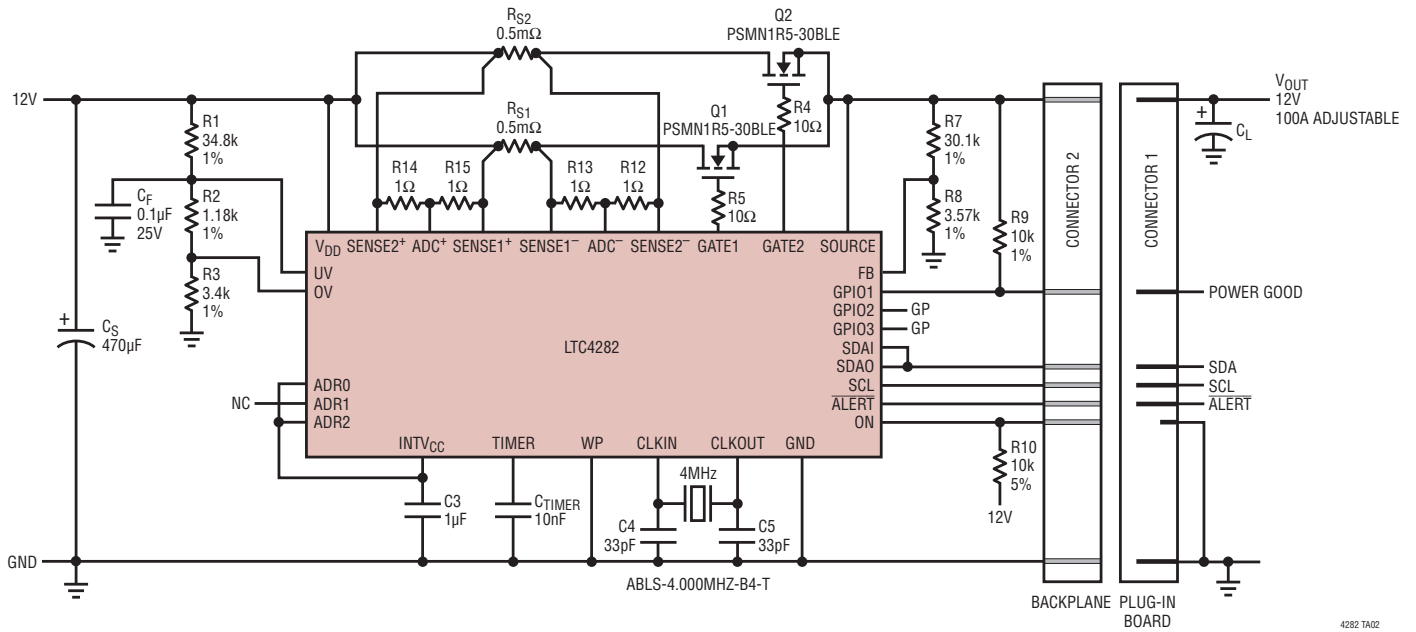 RS2
0.5mΩ
Q2
PSMN1R5-30BLE
12V
R1
34.8k
1%
RS1
0.5mΩ
Q1
PSMN1R5-30BLE
R4
10Ω
R7
30.1k
1%
VOUT
12V
100A ADJUSTABLE
+
CL
CF
0.1µF
25V
R2
1.18k
1%
R14
1Ω
R15
1Ω
R13
1Ω
R12
1Ω
R5
10Ω
R8
3.57k
1%
R9
10k
1%
CONNECTOR 2
CONNECTOR 1
R3
3.4k
1%
VDD
SENSE2+
ADC+
SENSE1+
SENSE1−
ADC−
SENSE2−
GATE1
GATE2
SOURCE
UV
OV
FB
GPIO1
GPIO2
GP
GPIO3
GP
SDAI
SDAO
SCL
ALERT
ON
POWER GOOD
SDA
SCL
ALERT
LTC4282
+
CS
470µF
NC
ADR0
ADR1
ADR2
INTVCC
TIMER
WP
CLKIN
CLKOUT
GND
4MHz
R10
10k
5%
12V
C3
1µF
CTIMER
10nF
C4
33pF
C5
33pF
GND
ABLS-4.000MHZ-B4-T
BACKPLANE
PLUG-IN
BOARD
4282 TA02